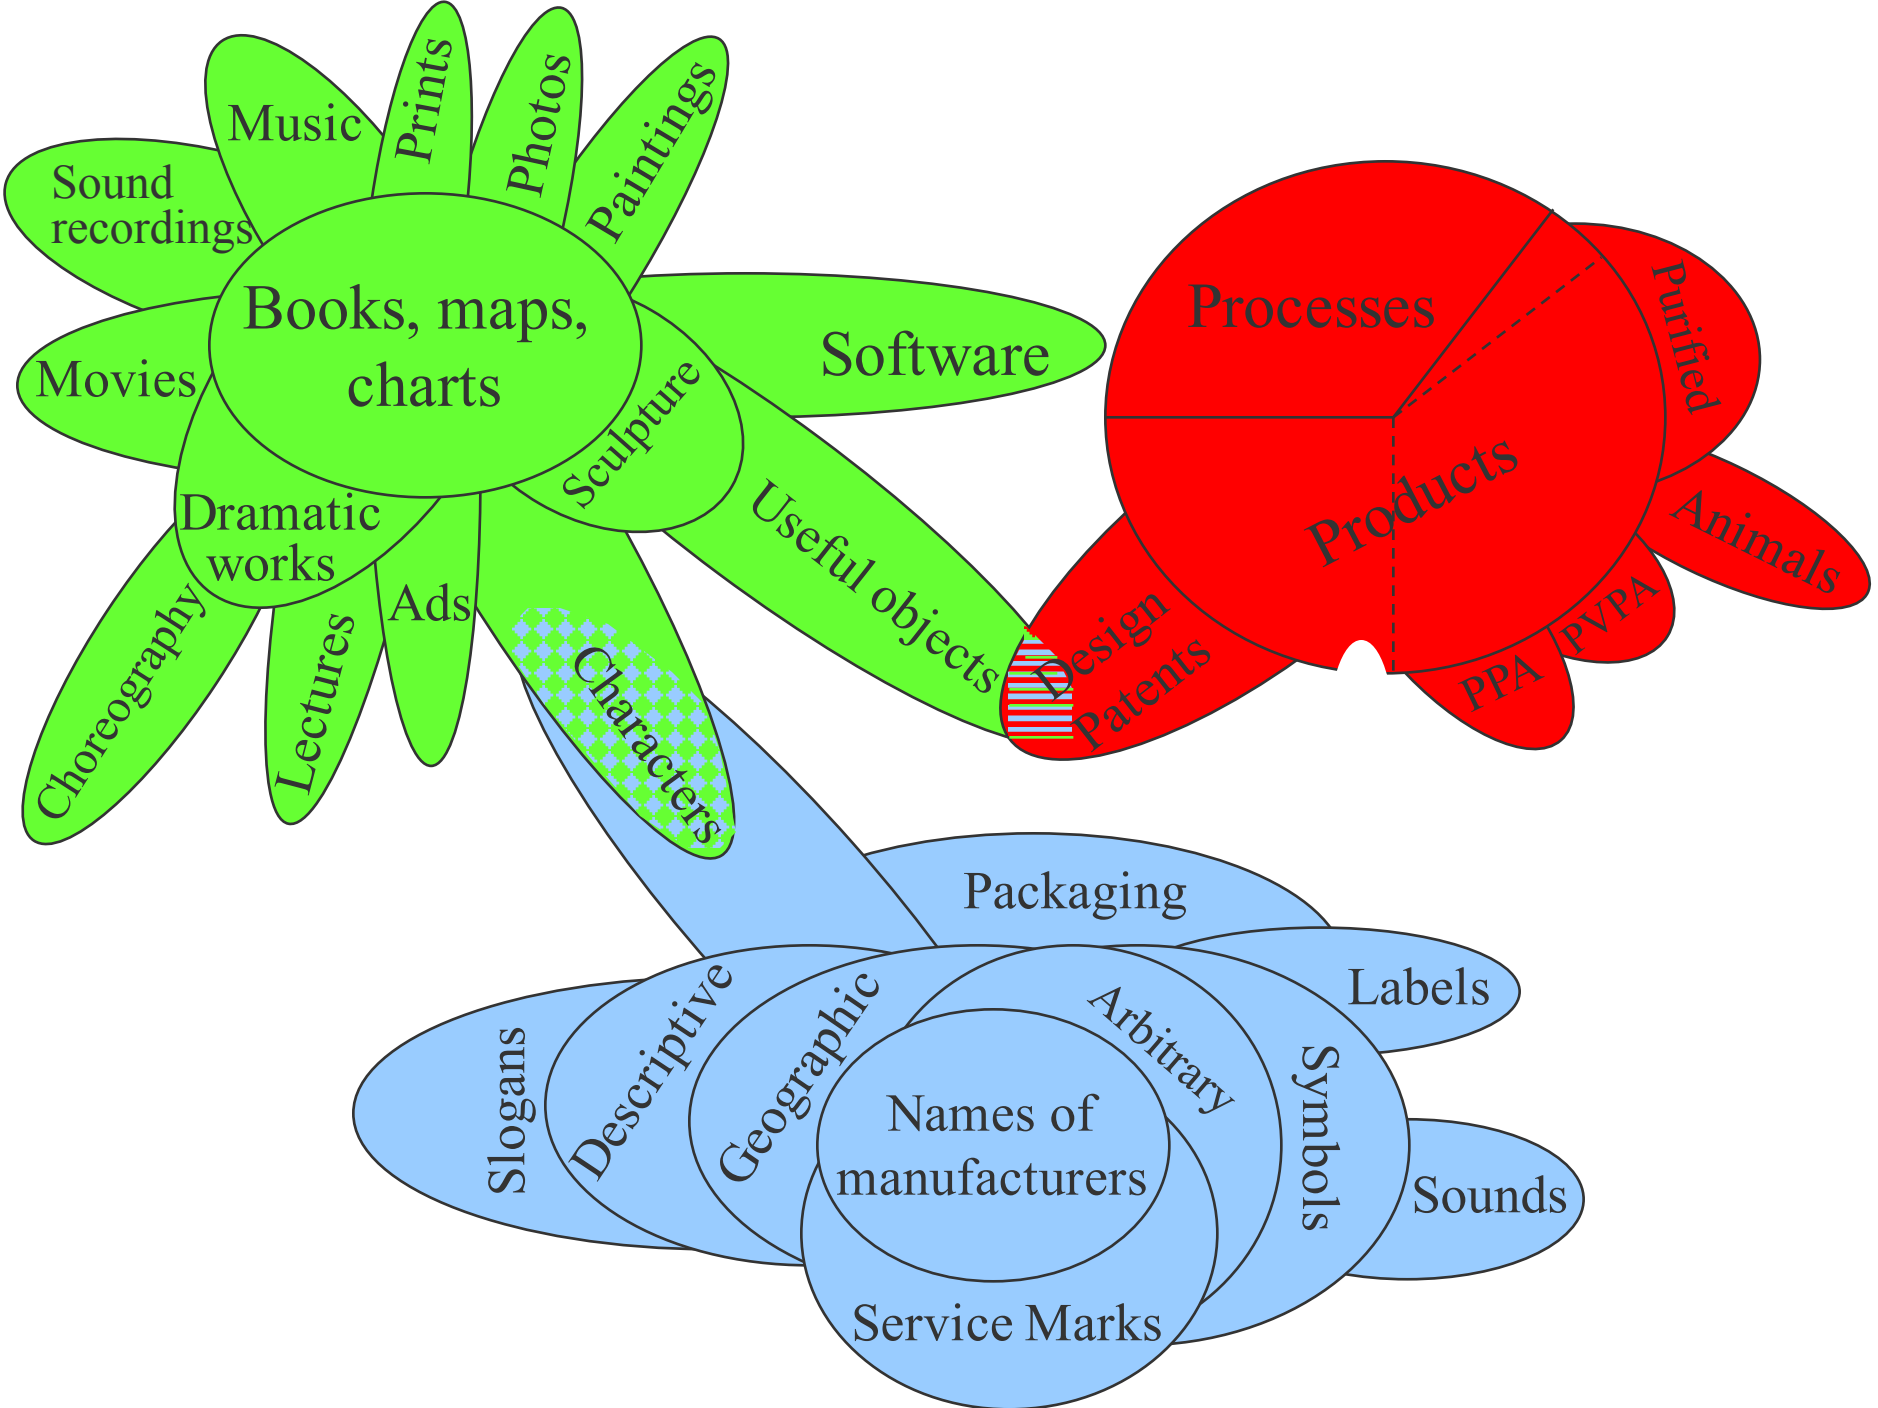 Prints
Photos
Paintings
Music
Sound
recordings
Books, maps,
charts
Movies
Software
Sculpture
Dramatic
works
Useful objects
Choreography
Lectures
Ads
Characters
Processes
Products
Purified
Animals
PVPA
PPA
Design
Patents
Packaging
Labels
Slogans
Descriptive
Geographic
Arbitrary
Symbols
Names of
manufacturers
Sounds
Service Marks